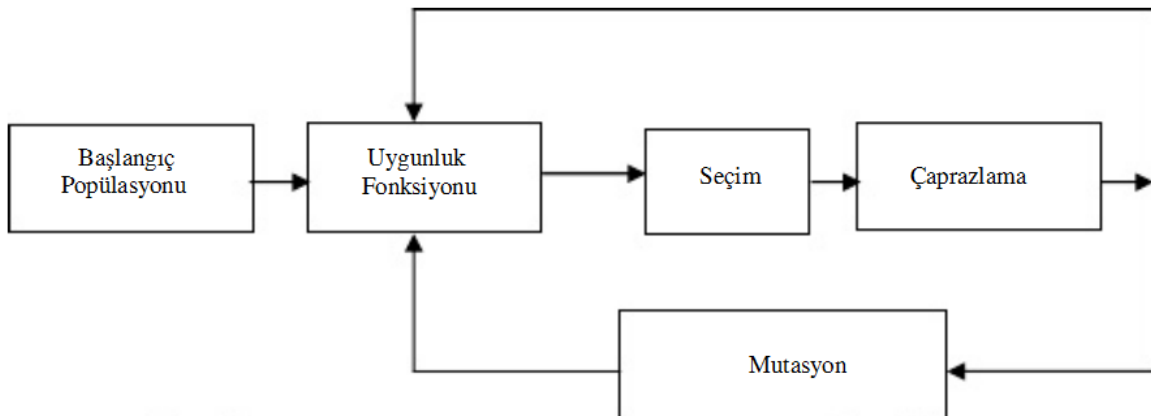 Başlangıç
Popülasyonu
Uygunluk
Fonksiyonu
Seçim
Çaprazlama
Mutasyon